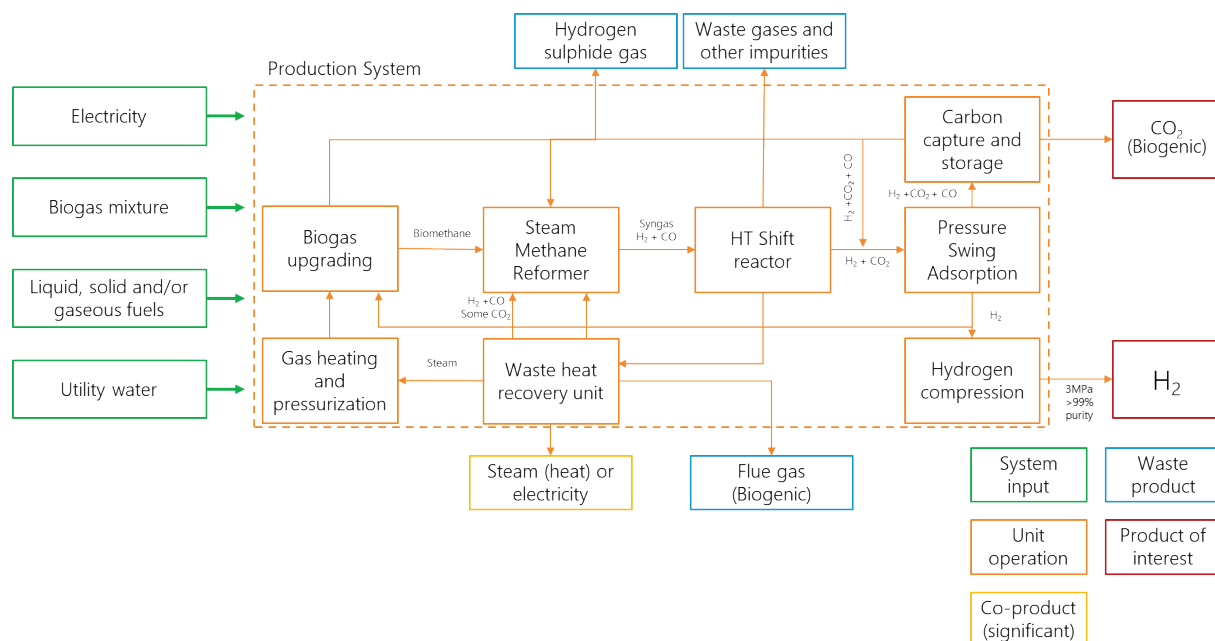 Hydrogen
sulphide gas
Waste gases and
other impurities
Production System
Electricity
Biogas mixture
Liquid, solid and/or
gaseous fuels
Utility water
Carbon
capture and
storage
CO₂
(Biogenic)
H₂ +CO₂ + CO
H₂ +CO₂ + CO
Biogas
upgrading
Biomethane
Steam
Methane
Reformer
Syngas
H₂ + CO
HT Shift
reactor
H₂ + CO₂
Pressure
Swing
Adsorption
H₂ +CO
Some CO₂
H₂
Gas heating
and
pressurization
Steam
Waste heat
recovery unit
Hydrogen
compression
3MPa
>99%
purity
H₂
Steam (heat) or
electricity
Flue gas
(Biogenic)
System
input
Waste
product
Unit
operation
Product of
interest
Co-product
(significant)